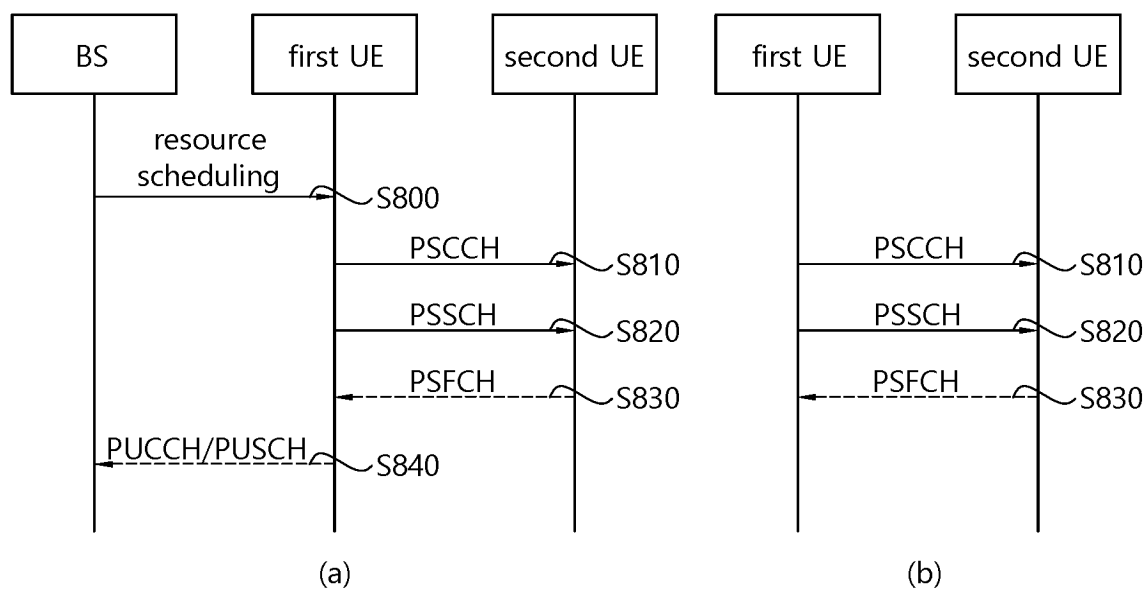 BS
first UE
second UE
first UE
second UE
resource
scheduling
S800
PSCCH
S810
PSCCH
S810
PSSCH
S820
PSSCH
S820
PSFCH
S830
PSFCH
S830
PUCCH/PUSCH
S840
(a)
(b)